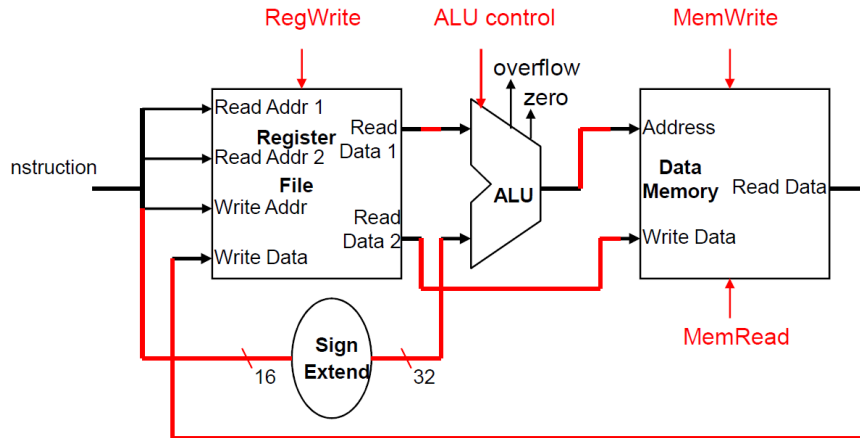 RegWrite
ALU control
MemWrite
overflow
zero
Read Addr 1
Register
Read
Data 1
Address
nstruction
Read Addr 2
File
Data
Memory
Read Data
ALU
Write Addr
Read
Data 2
Write Data
Write Data
MemRead
Sign
Extend
16
32